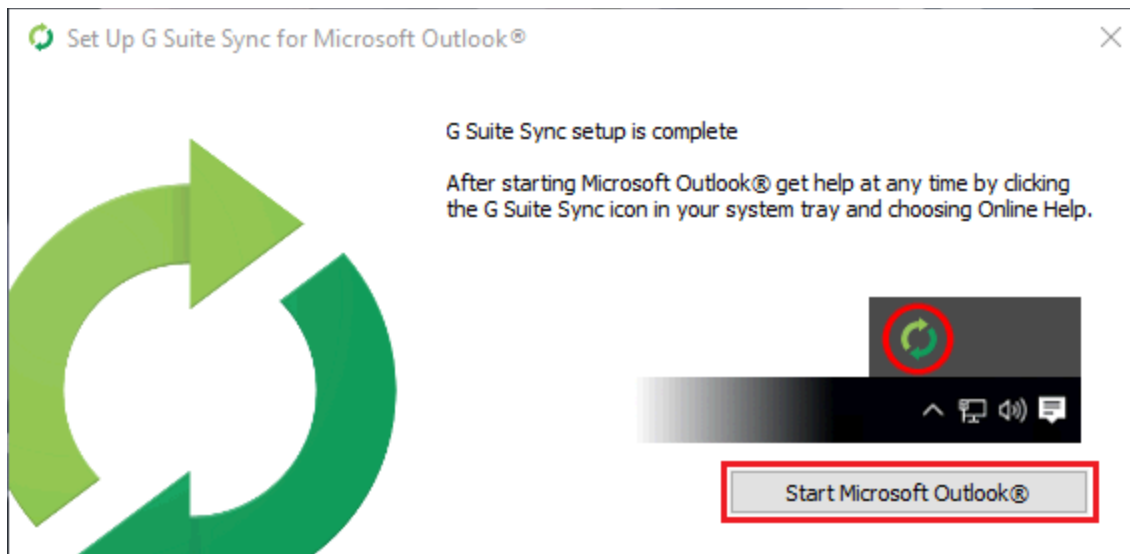 Set Up G Suite Sync for Microsoft Outlook®
G Suite Sync setup is complete
After starting Microsoft Outlook® get help at any time by clicking
the G Suite Sync icon in your system tray and choosing Online Help.
Start Microsoft Outlook®